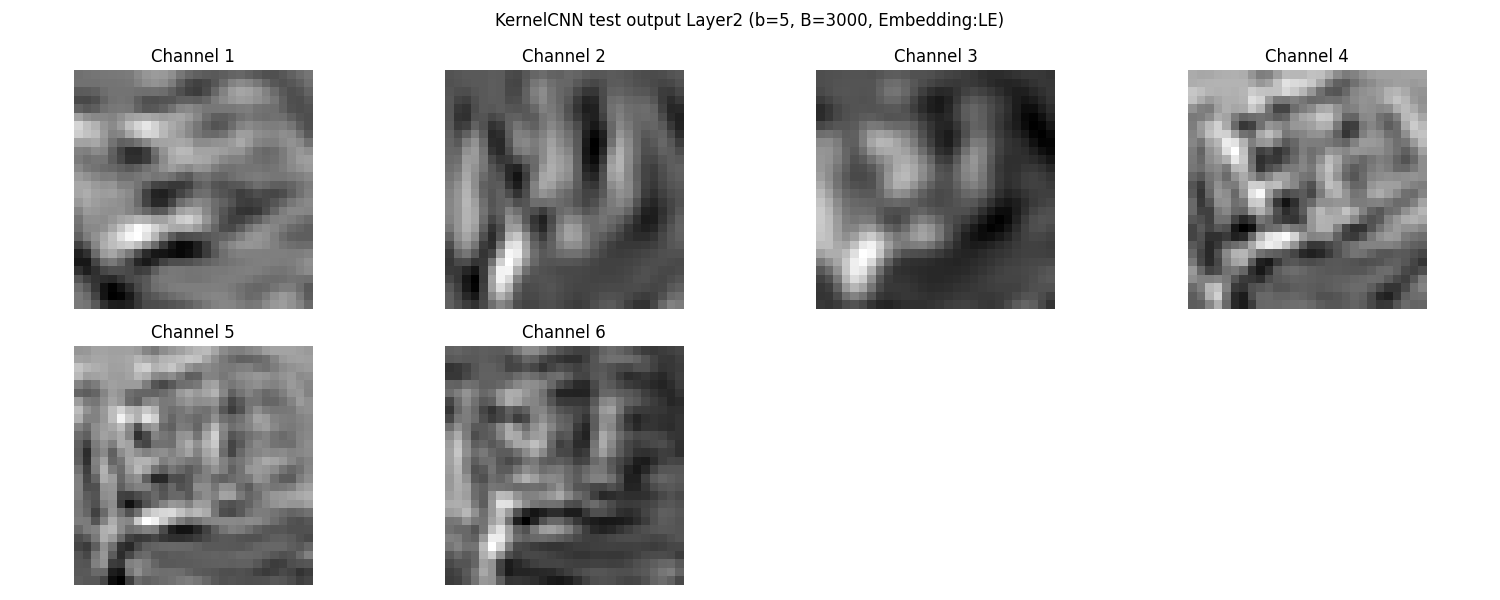 KernelCNN test output Layer2 (b=5, B=3000, Embedding:LE)
Channel 1
Channel 2
Channel 3
Channel 4
Channel 5
Channel 6